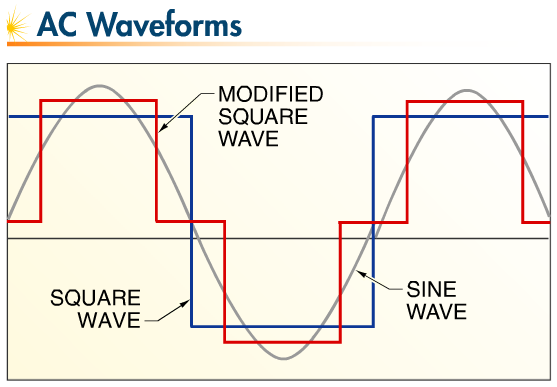 AC Waveforms
MODIFIED
SQUARE
WAVE
SQUARE
WAVE
SINE
WAVE